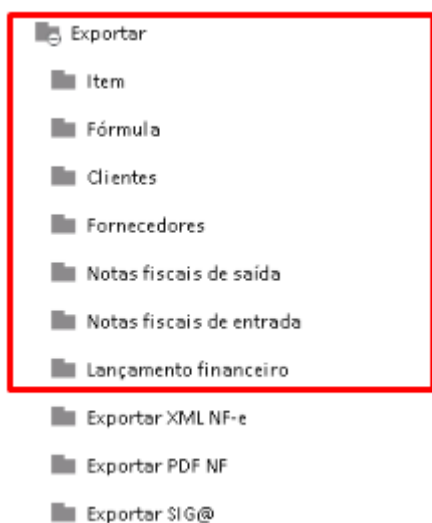 Exportar
Item
Fórmula
Clientes
Fornecedores
Notas fiscais de saída
Notas fiscais de entrada
Lançamento financeiro
Exportar XML NF-e
Exportar PDF NF
Exportar SIG@